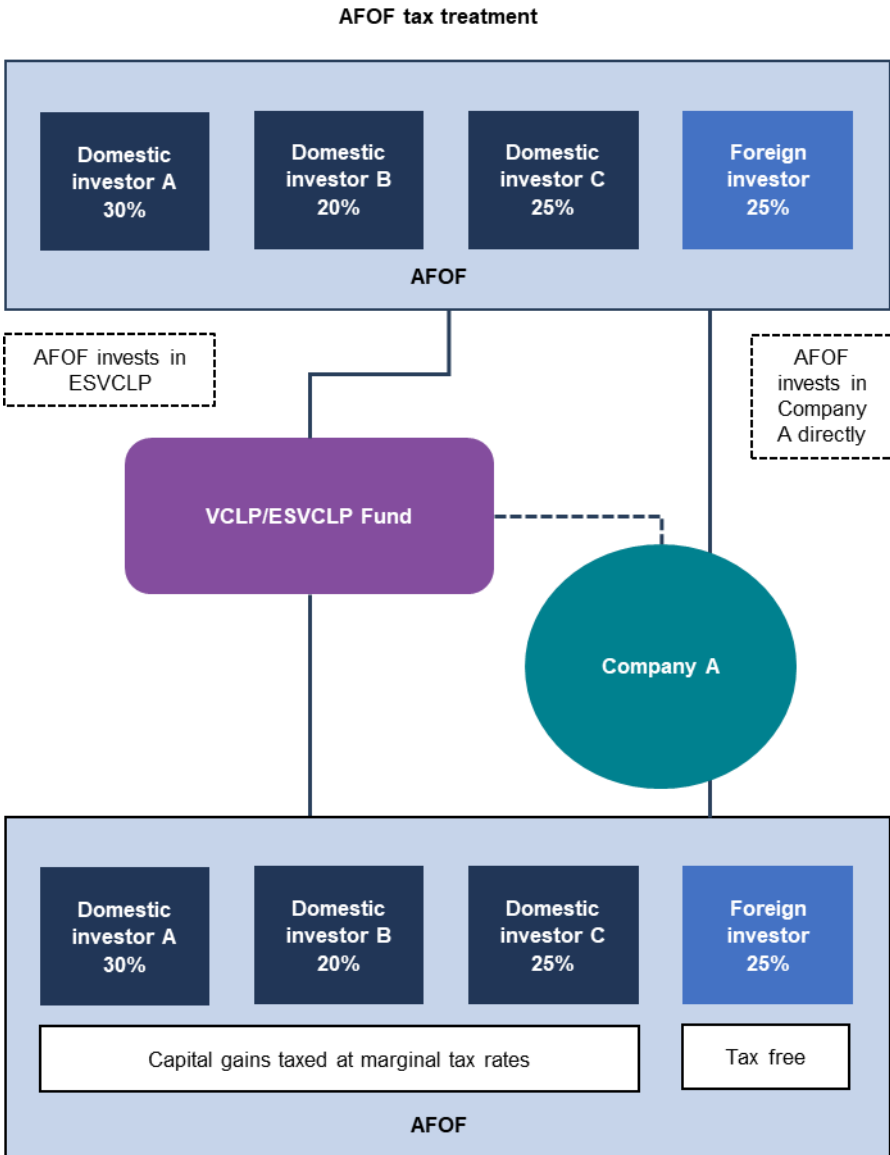 AFOF tax treatment
Domestic
investor A
30%
Domestic
investor B
20%
Domestic
investor C
25%
Foreign
investor
25%
AFOF
AFOF invests in
ESVCLP
AFOF
invests in
Company
A directly
VCLP/ESVCLP Fund
Company A
Domestic
investor A
30%
Domestic
investor B
20%
Domestic
investor C
25%
Foreign
investor
25%
Capital gains taxed at marginal tax rates
Tax free
AFOF